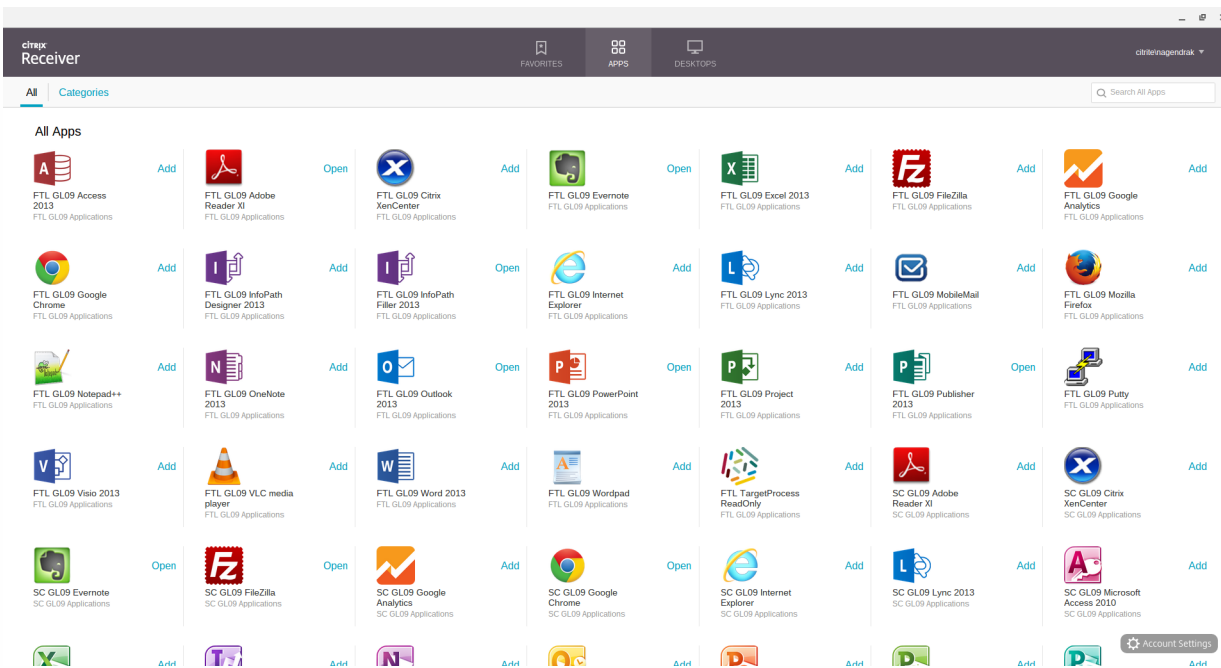 citrix
Receiver
FAVORITES
APPS
DESKTOPS
citrite\nagendrak
All
Categories
Search All Apps
All Apps
Add
Open
Add
Open
Add
Add
Add
FTL GL09 Access
2013
FTL GL09 Applications
FTL GL09 Adobe
Reader XI
FTL GL09 Applications
FTL GL09 Citrix
XenCenter
FTL GL09 Applications
FTL GL09 Evernote
FTL GL09 Applications
FTL GL09 Excel 2013
FTL GL09 Applications
FTL GL09 FileZilla
FTL GL09 Applications
FTL GL09 Google
Analytics
FTL GL09 Applications
Add
Add
Open
Add
Add
Add
Add
FTL GL09 Google
Chrome
FTL GL09 Applications
FTL GL09 InfoPath
Designer 2013
FTL GL09 Applications
FTL GL09 InfoPath
Filler 2013
FTL GL09 Applications
FTL GL09 Internet
Explorer
FTL GL09 Applications
FTL GL09 Lync 2013
FTL GL09 Applications
FTL GL09 MobileMail
FTL GL09 Applications
FTL GL09 Mozilla
Firefox
FTL GL09 Applications
Add
Add
Open
Open
Add
Open
Add
FTL GL09 Notepad++
FTL GL09 Applications
FTL GL09 OneNote
2013
FTL GL09 Applications
FTL GL09 Outlook
2013
FTL GL09 Applications
FTL GL09 PowerPoint
2013
FTL GL09 Applications
FTL GL09 Project
2013
FTL GL09 Applications
FTL GL09 Publisher
2013
FTL GL09 Applications
FTL GL09 Putty
FTL GL09 Applications
Add
Add
Add
Add
Add
Add
Add
FTL GL09 Visio 2013
FTL GL09 Applications
FTL GL09 VLC media
player
FTL GL09 Applications
FTL GL09 Word 2013
FTL GL09 Applications
FTL GL09 Wordpad
FTL GL09 Applications
FTL TargetProcess
ReadOnly
FTL GL09 Applications
SC GL09 Adobe
Reader XI
SC GL09 Applications
SC GL09 Citrix
XenCenter
SC GL09 Applications
Open
Open
Add
Open
Add
Add
Add
SC GL09 Evernote
SC GL09 Applications
SC GL09 FileZilla
SC GL09 Applications
SC GL09 Google
Analytics
SC GL09 Applications
SC GL09 Google
Chrome
SC GL09 Applications
SC GL09 Internet
Explorer
SC GL09 Applications
SC GL09 Lync 2013
SC GL09 Applications
SC GL09 Microsoft
Access 2010
SC GL09 Applications
Account Settings
Add
Add
Add
Add
Add
Add
Add